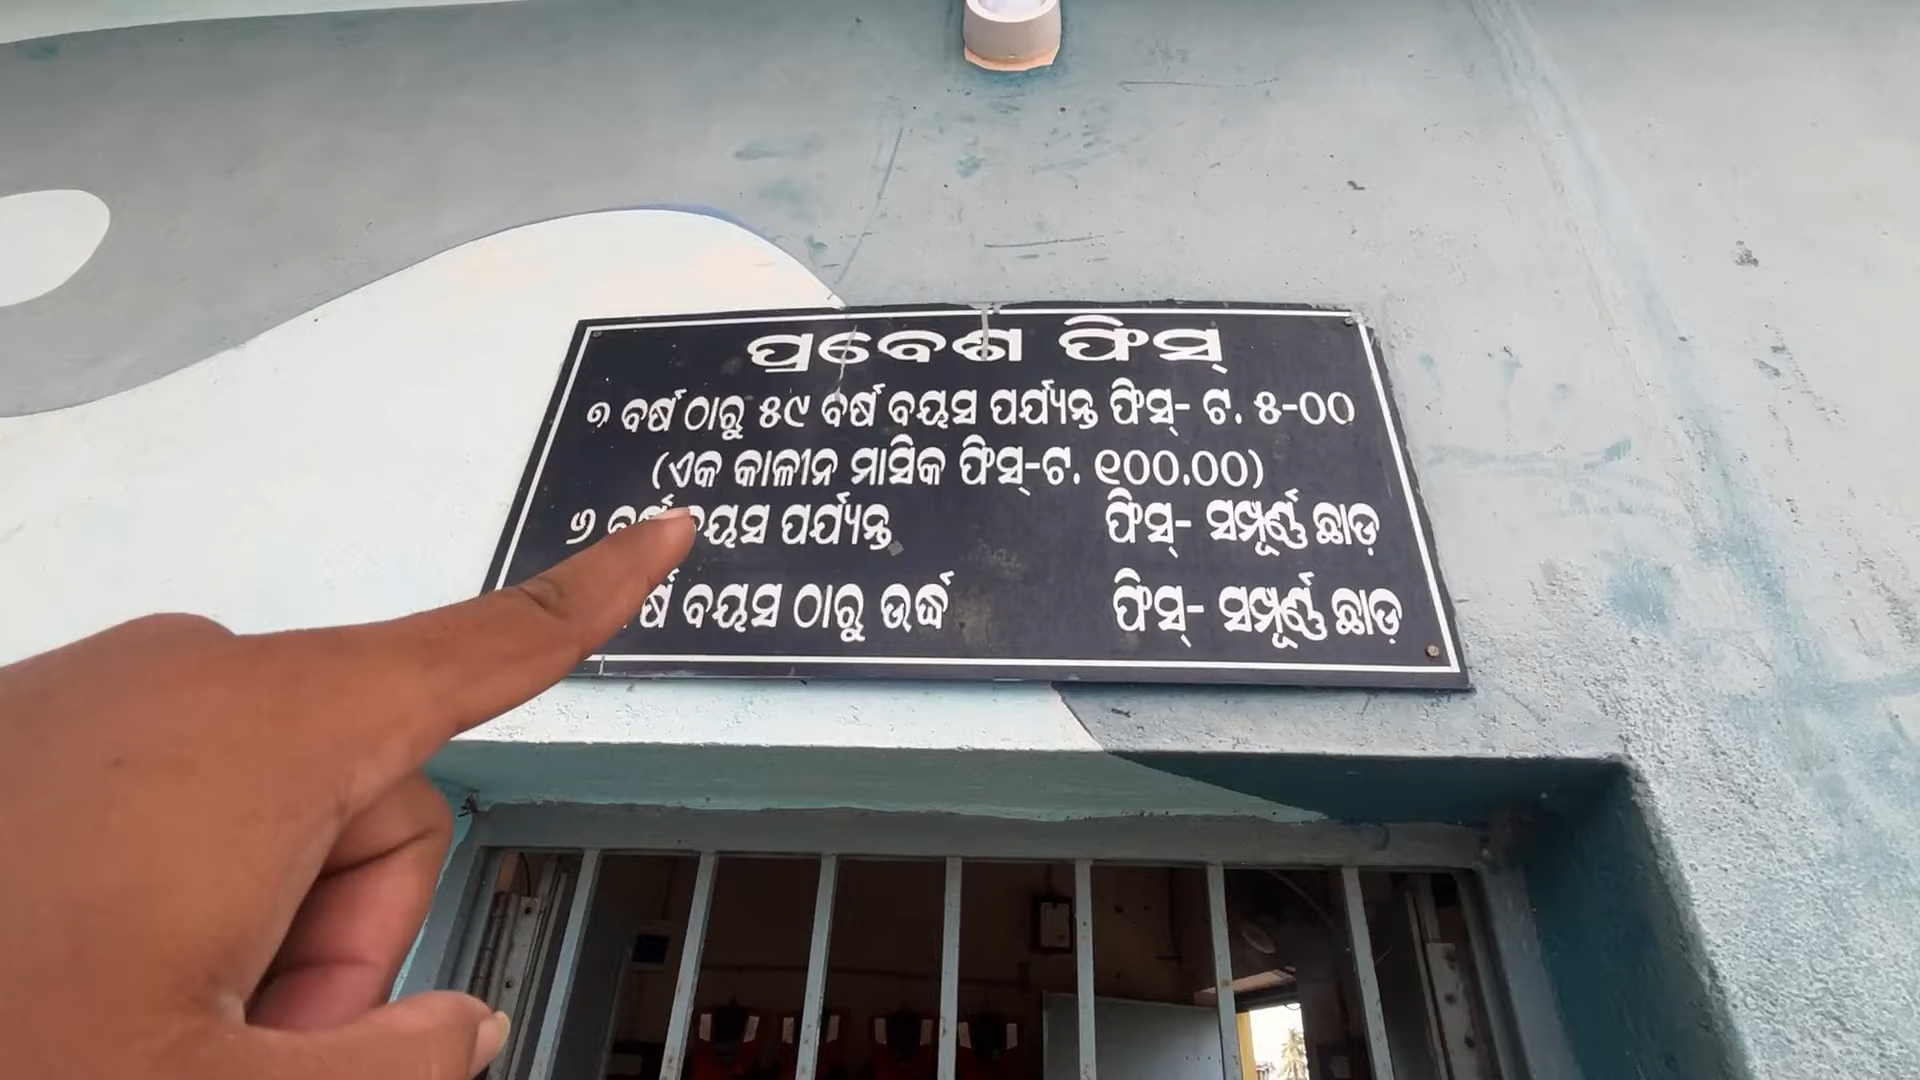 ପ୍ରବେଶ ଫିସ୍
୭ ବର୍ଷ ଠାରୁ ୫୯ ବର୍ଷ ବୟସ ପର୍ଯ୍ୟନ୍ତ ଫିସ୍- ଟ. ୫-୦୦
(ଏକ କାଳୀନ ମାସିକ ଫିସ୍-ଟ. ୧୦୦.୦୦)
୬ ବର୍ଷ ବୟସ ପର୍ଯ୍ୟନ୍ତ ଫିସ୍- ସମ୍ପୂର୍ଣ୍ଣ ଛାଡ଼
ବୟସ ଠାରୁ ଉର୍ଦ୍ଧ୍ଵ ଫିସ୍- ସମ୍ପୂର୍ଣ୍ଣ ଛାଡ଼